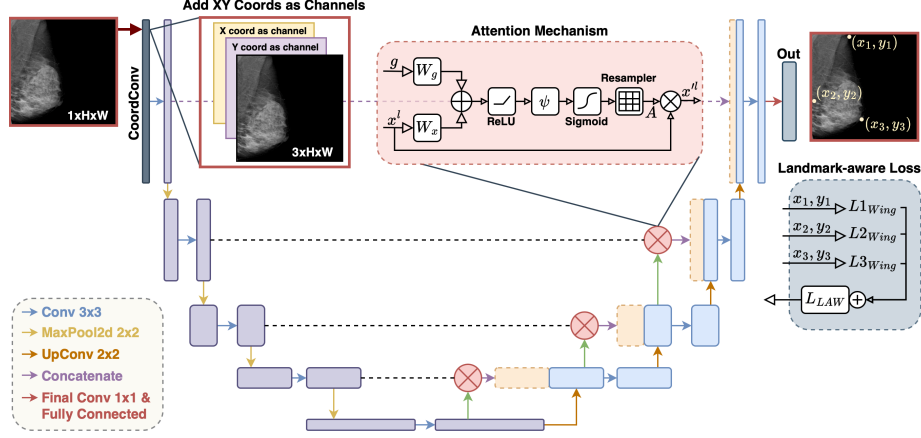 Add XY Coords as Channels
X coord as channel
Y coord as channel
1xHxW
3xHxW
CoordConv
Attention Mechanism
g
W_g
x^l
W_x
ReLU
ψ
Sigmoid
Resampler
A
x'^l
Out
(x_1, y_1)
(x_2, y_2)
(x_3, y_3)
Landmark-aware Loss
x_1, y_1 L1_Wing
x_2, y_2 L2_Wing
x_3, y_3 L3_Wing
L_LAW
Conv 3x3
MaxPool2d 2x2
UpConv 2x2
Concatenate
Final Conv 1x1 &
Fully Connected